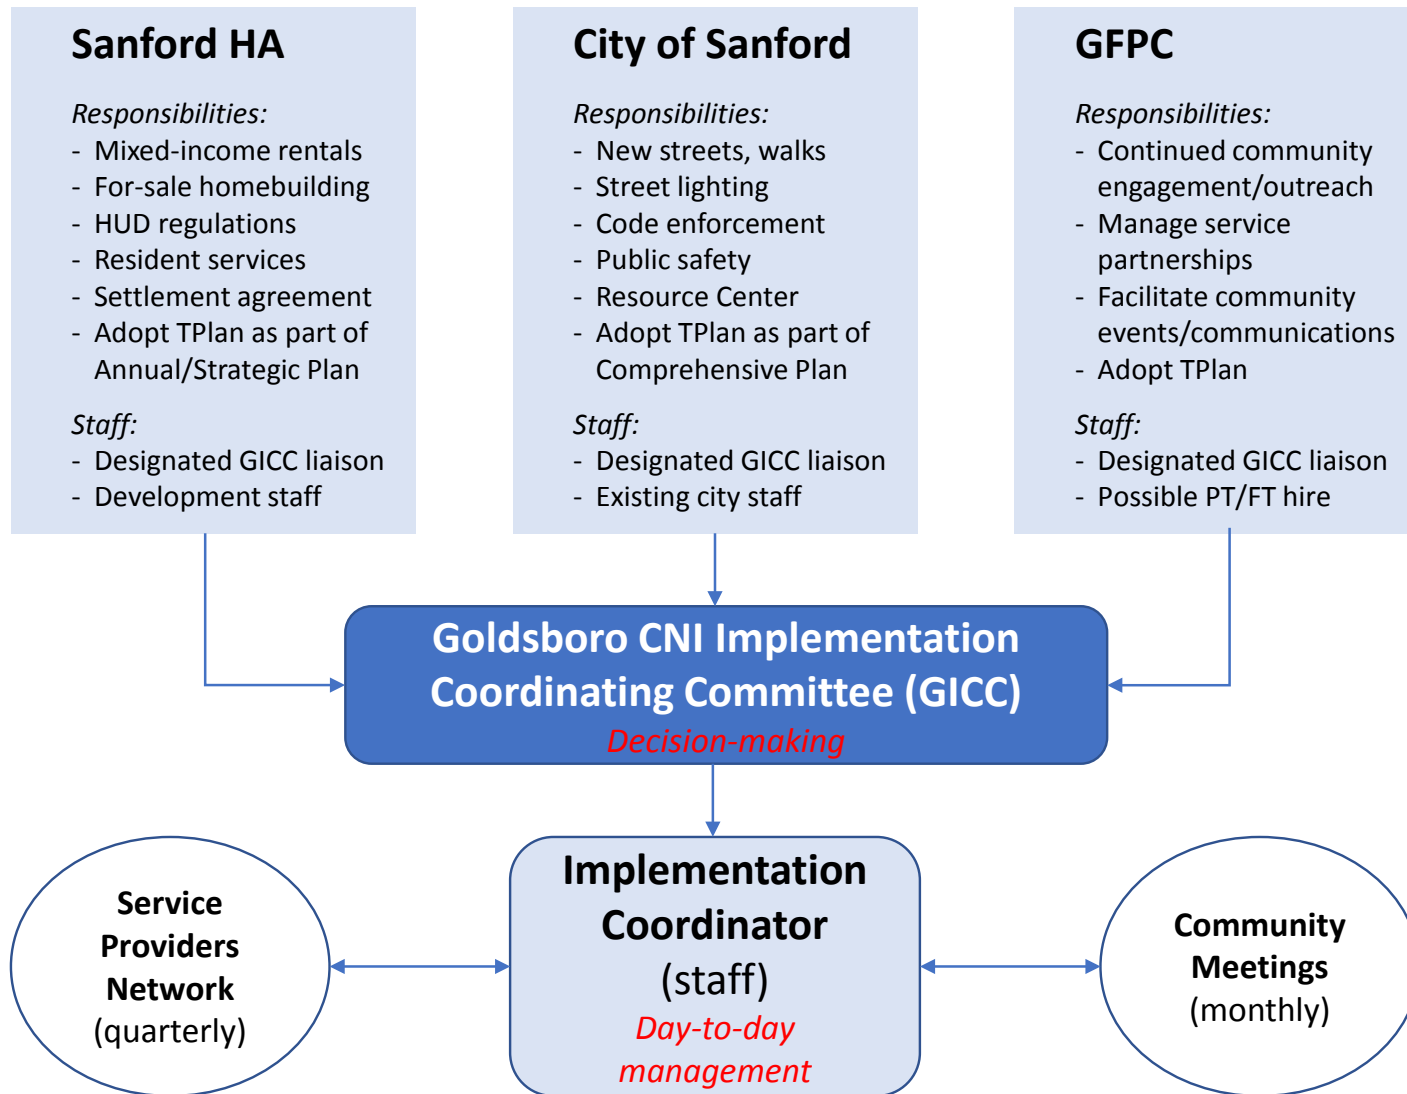 Sanford HA
Responsibilities:
- Mixed-income rentals
- For-sale homebuilding
- HUD regulations
- Resident services
- Settlement agreement
- Adopt TPlan as part of
Annual/Strategic Plan
Staff:
- Designated GICC liaison
- Development staff
City of Sanford
Responsibilities:
- New streets, walks
- Street lighting
- Code enforcement
- Public safety
- Resource Center
- Adopt TPlan as part of
Comprehensive Plan
Staff:
- Designated GICC liaison
- Existing city staff
GFPC
Responsibilities:
- Continued community
engagement/outreach
- Manage service
partnerships
- Facilitate community
events/communications
- Adopt TPlan
Staff:
- Designated GICC liaison
- Possible PT/FT hire
Goldsboro CNI Implementation
Coordinating Committee (GICC)
Decision-making
Service
Providers
Network
(quarterly)
Implementation
Coordinator
(staff)
Day-to-day
management
Community
Meetings
(monthly)